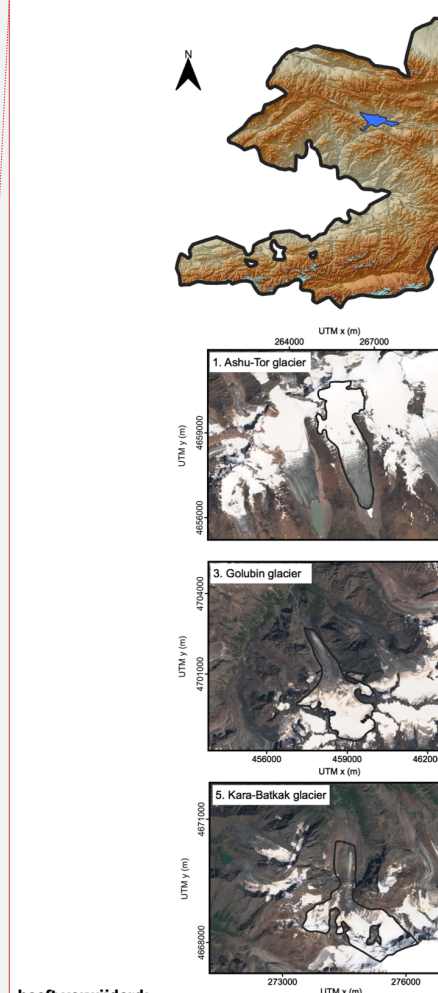 N
UTM x (m)
264000 267000
1. Ashu-Tor glacier
UTM y (m)
4659000
4656000
3. Golubin glacier
UTM y (m)
4704000
4701000
456000 459000
UTM x (m)
5. Kara-Batkak glacier
UTM y (m)
4671000
4668000
273000 276000